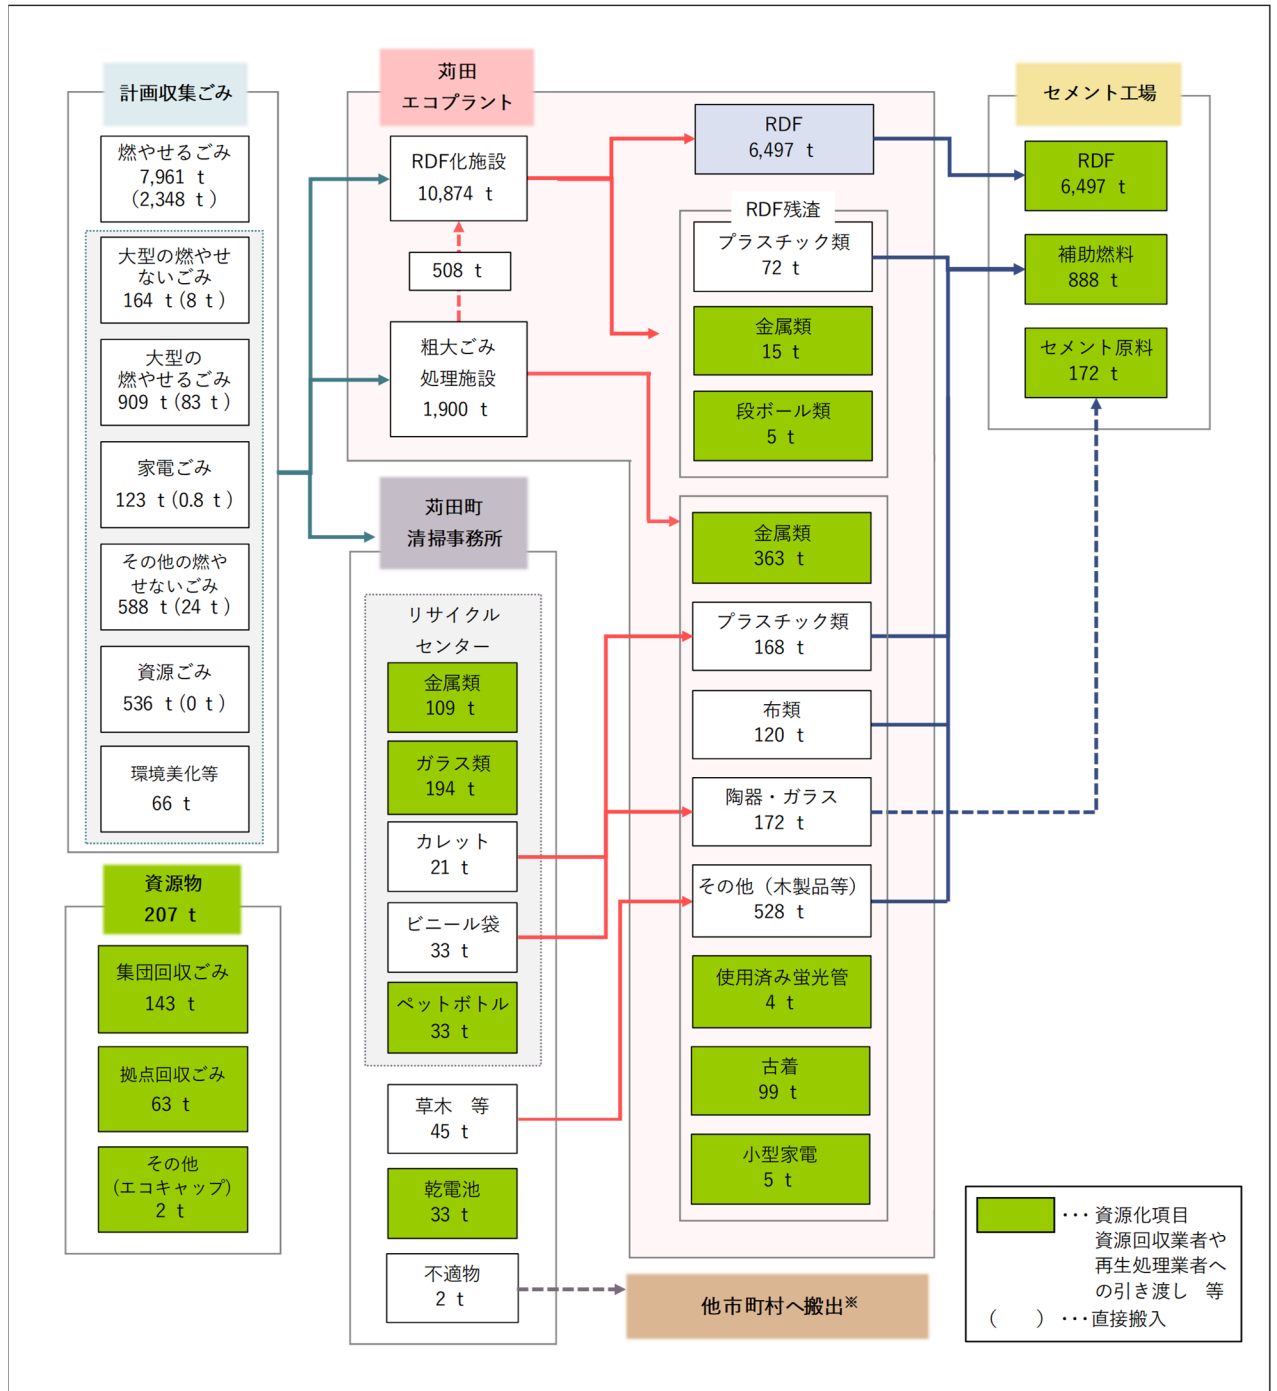 計画収集ごみ
燃やせるごみ
7,961 t
(2,348 t)
大型の燃やせ
ないごみ
164 t(8 t)
大型の
燃やせるごみ
909 t(83 t)
家電ごみ
123 t(0.8 t)
その他の燃や
せないごみ
588 t(24 t)
資源ごみ
536 t(0 t)
環境美化等
66 t
資源物
207 t
集団回収ごみ
143 t
拠点回収ごみ
63 t
その他
(エコキャップ)
2 t
苅田
エコプラント
RDF化施設
10,874 t
508 t
粗大ごみ
処理施設
1,900 t
苅田町
清掃事務所
リサイクル
センター
金属類
109 t
ガラス類
194 t
カレット
21 t
ビニール袋
33 t
ペットボトル
33 t
草木　等
45 t
乾電池
33 t
不適物
2 t
RDF
6,497 t
RDF残渣
プラスチック類
72 t
金属類
15 t
段ボール類
5 t
金属類
363 t
プラスチック類
168 t
布類
120 t
陶器・ガラス
172 t
その他（木製品等）
528 t
使用済み蛍光管
4 t
古着
99 t
小型家電
5 t
他市町村へ搬出※
セメント工場
RDF
6,497 t
補助燃料
888 t
セメント原料
172 t
･･･資源化項目
資源回収業者や
再生処理業者へ
の引き渡し　等
(　　) ･･･直接搬入